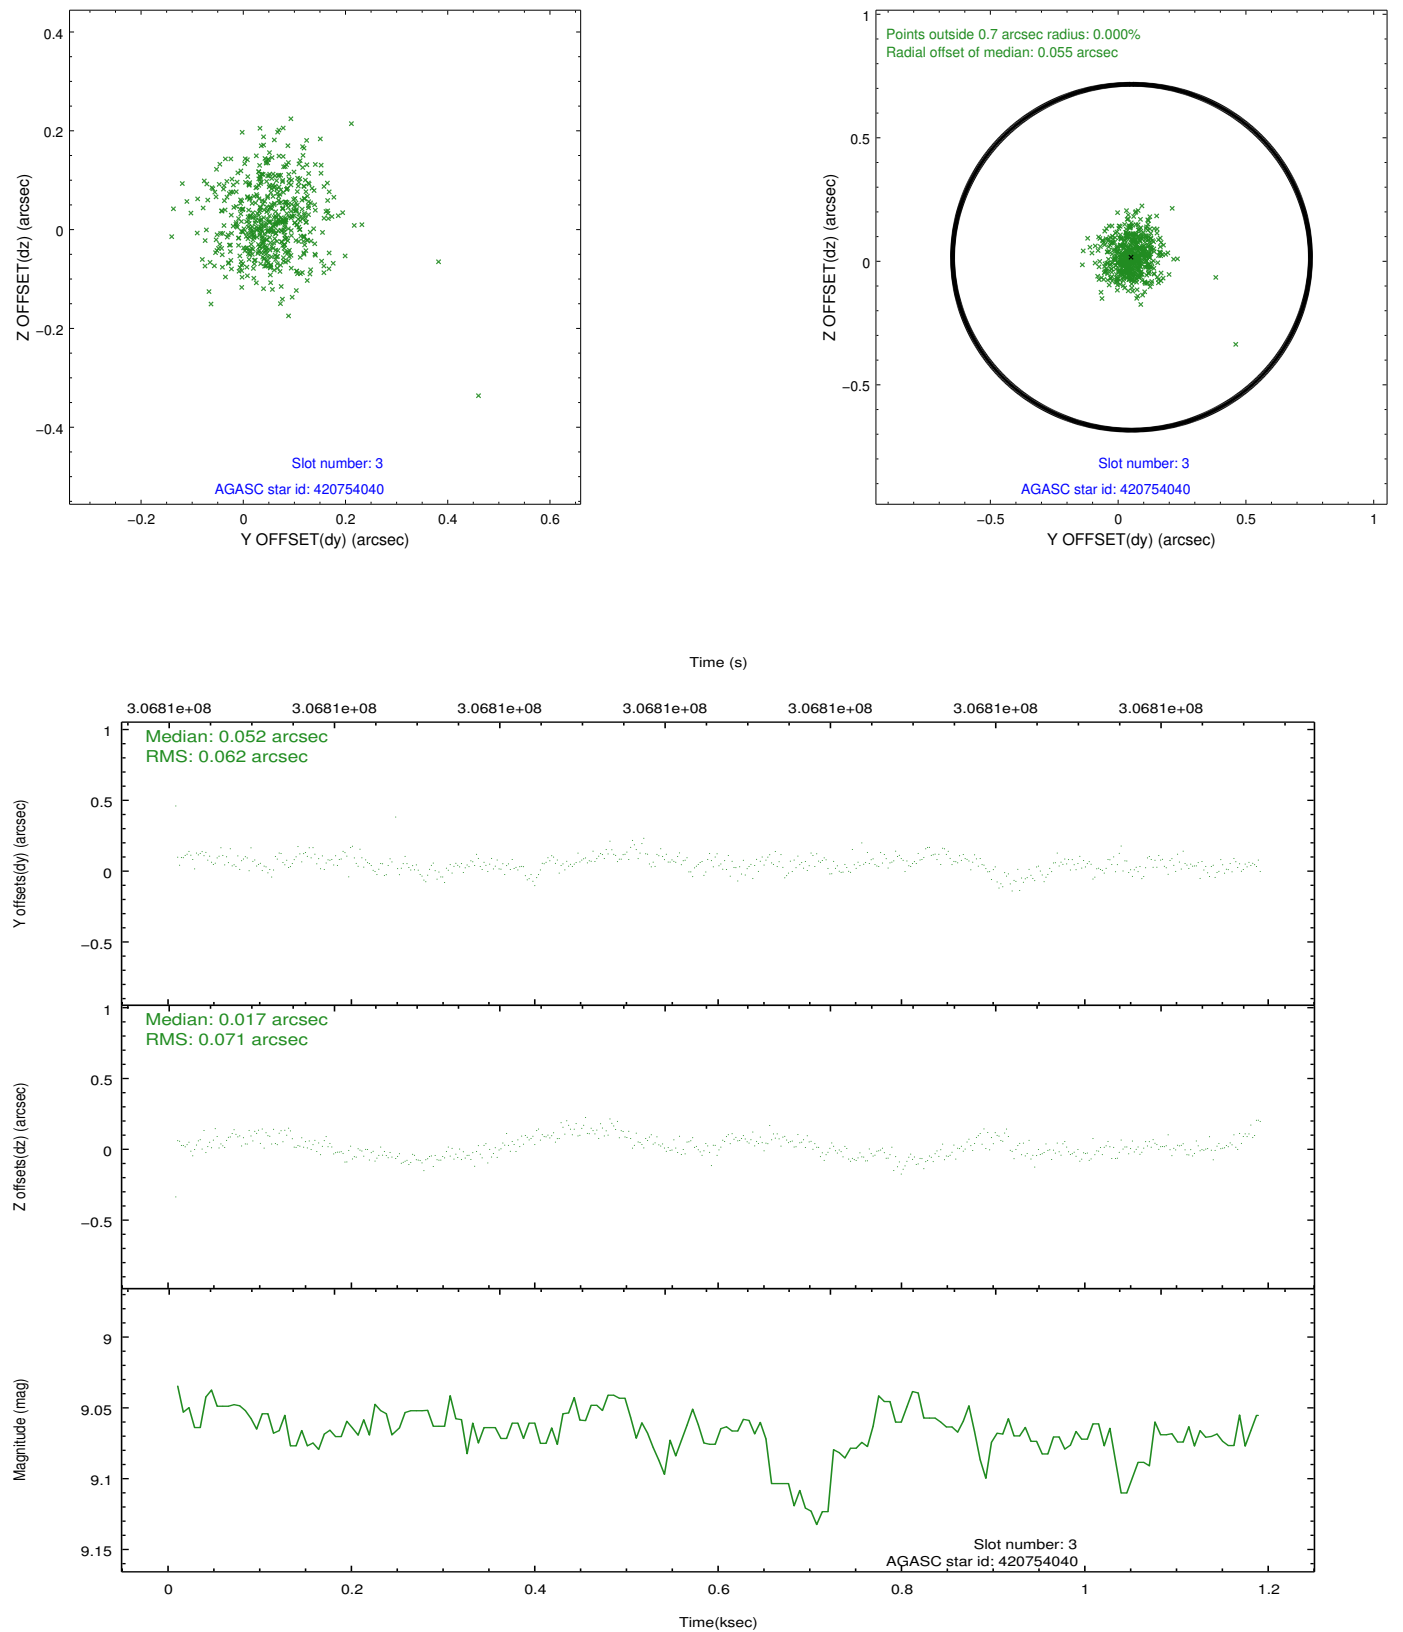 0.4
0.2
0
−0.2
−0.4
Z OFFSET(dz) (arcsec)
Slot number: 3
AGASC star id: 420754040
−0.2 0 0.2 0.4 0.6
Y OFFSET(dy) (arcsec)
1
0.5
0
−0.5
Z OFFSET(dz) (arcsec)
Points outside 0.7 arcsec radius: 0.000%
Radial offset of median: 0.055 arcsec
Slot number: 3
AGASC star id: 420754040
−0.5 0 0.5 1
Y OFFSET(dy) (arcsec)
Time (s)
3.0681e+08 3.0681e+08 3.0681e+08 3.0681e+08 3.0681e+08 3.0681e+08 3.0681e+08
Median: 0.052 arcsec
RMS: 0.062 arcsec
1
0.5
0
−0.5
Y offsets(dy) (arcsec)
Median: 0.017 arcsec
RMS: 0.071 arcsec
1
0.5
0
−0.5
Z offsets(dz) (arcsec)
9
9.05
9.1
9.15
Magnitude (mag)
Slot number: 3
AGASC star id: 420754040
0 0.2 0.4 0.6 0.8 1 1.2
Time(ksec)